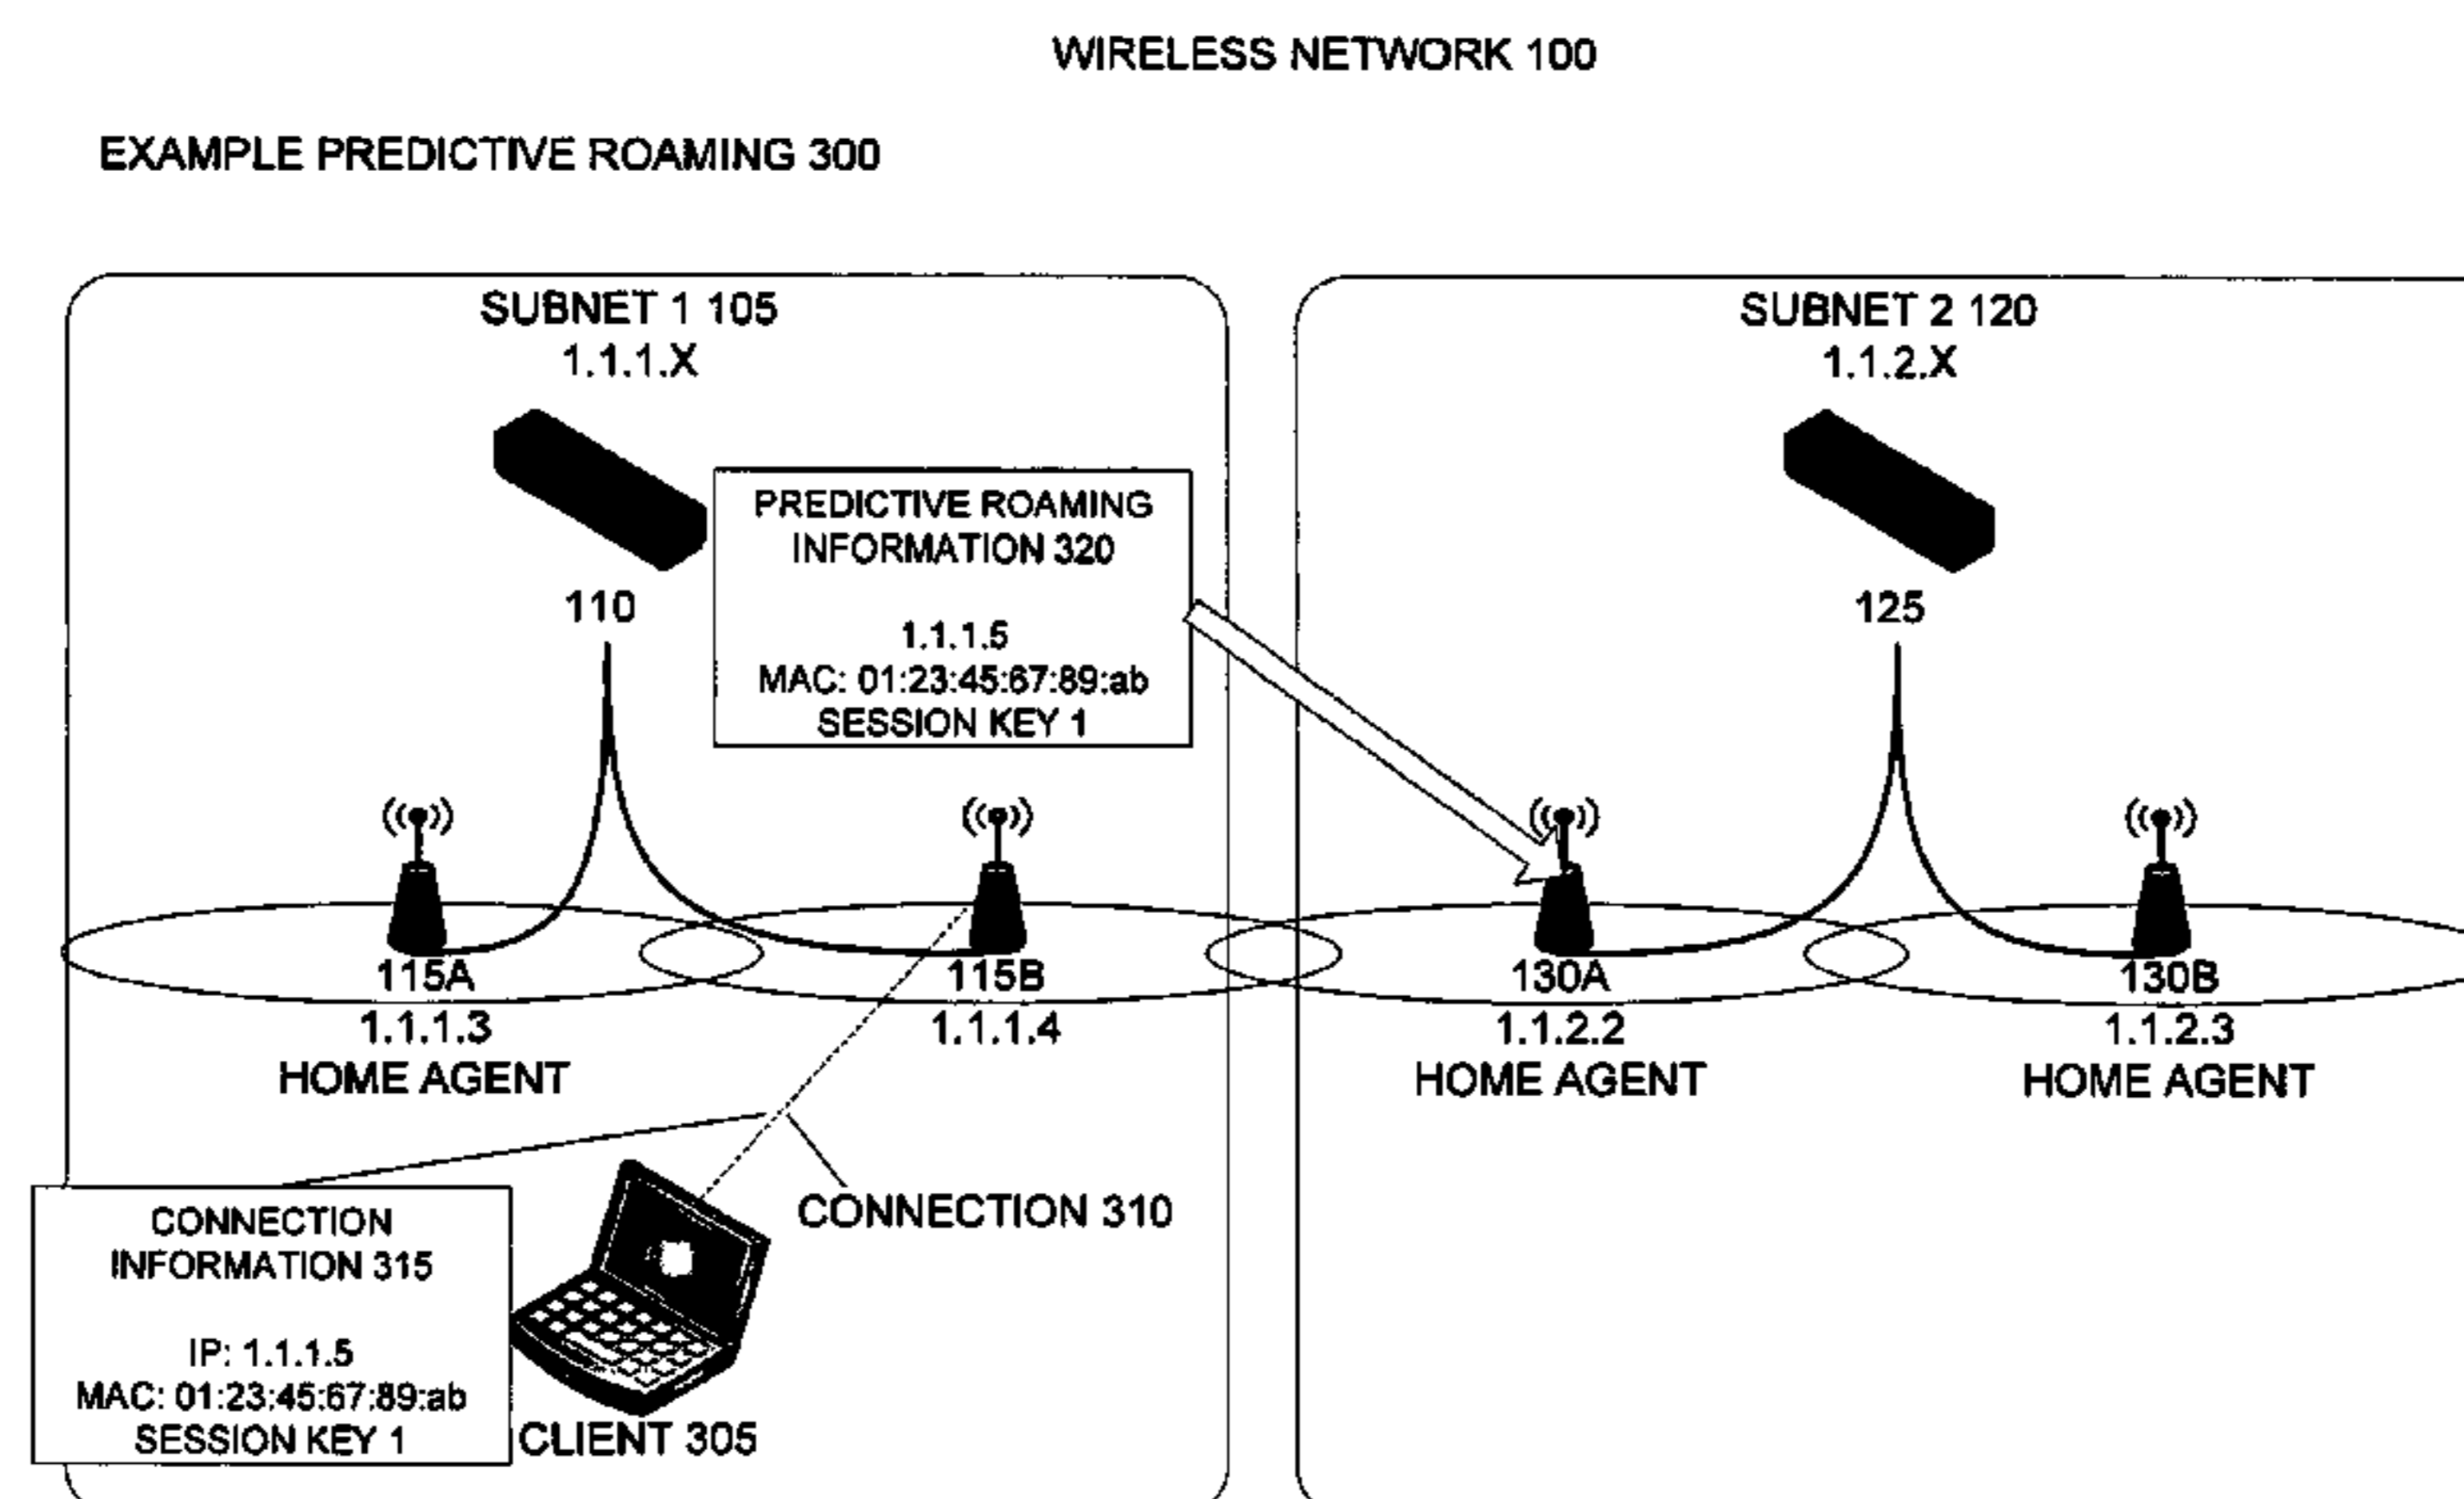 WIRELESS NETWORK 100
EXAMPLE PREDICTIVE ROAMING 300
SUBNET 1 105
1.1.1.X
SUBNET 2 120
1.1.2.X
PREDICTIVE ROAMING
INFORMATION 320
1.1.1.5
MAC: 01:23:45:67:89:ab
SESSION KEY 1
110
125
115A
1.1.1.3
HOME AGENT
115B
1.1.1.4
130A
1.1.2.2
HOME AGENT
130B
1.1.2.3
HOME AGENT
CONNECTION 310
CONNECTION
INFORMATION 315
IP: 1.1.1.5
MAC: 01:23:45:67:89:ab
SESSION KEY 1
CLIENT 305